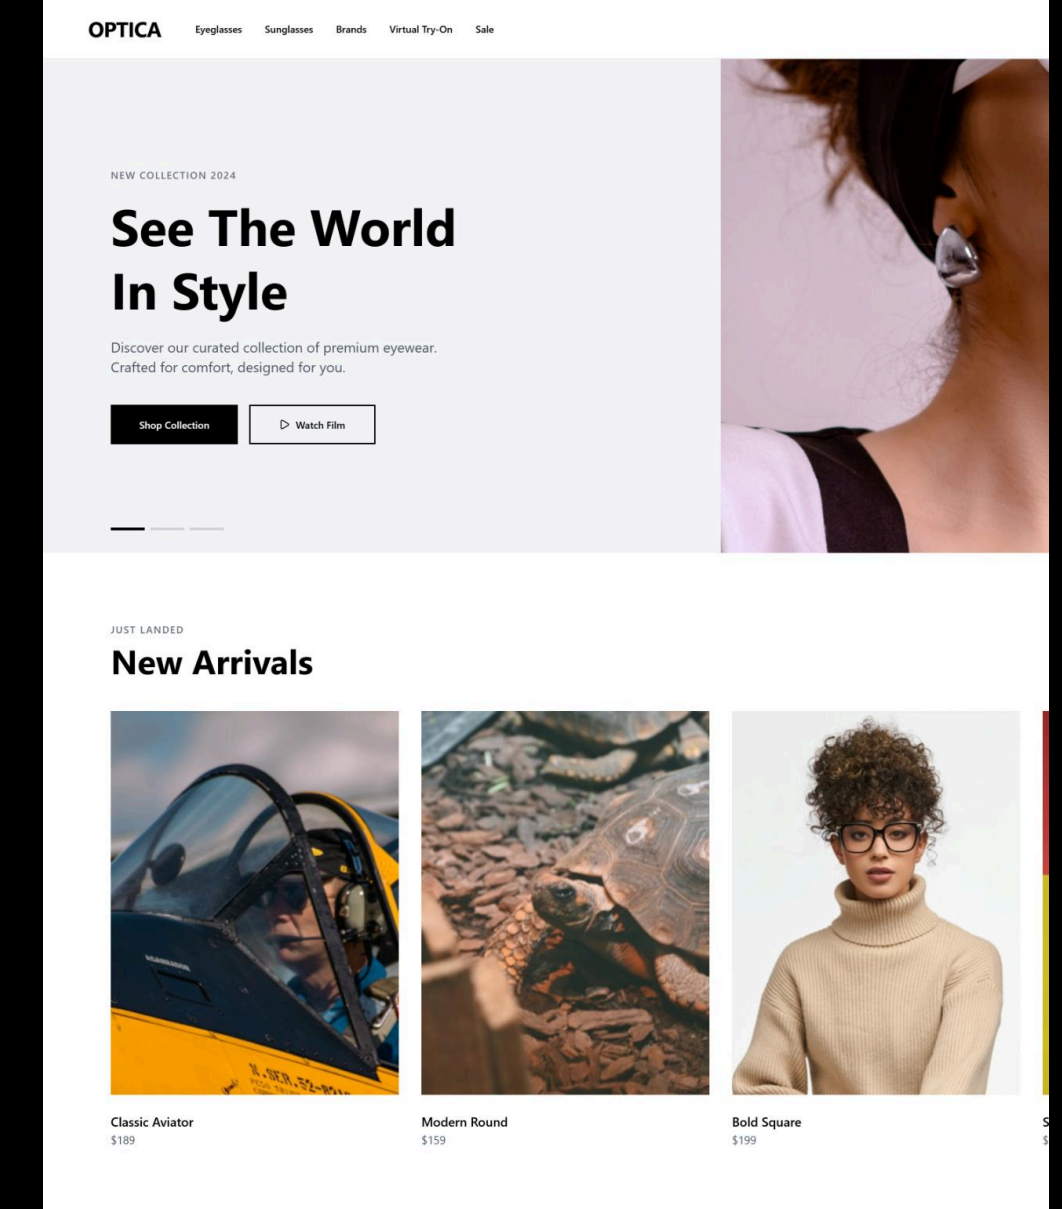 OPTICA
Eyeglasses
Sunglasses
Brands
Virtual Try-On
Sale
NEW COLLECTION 2024
See The World
In Style
Discover our curated collection of premium eyewear.
Crafted for comfort, designed for you.
Shop Collection
Watch Film
JUST LANDED
New Arrivals
N.SER.
Classic Aviator
$189
Modern Round
$159
Bold Square
$199
S
$